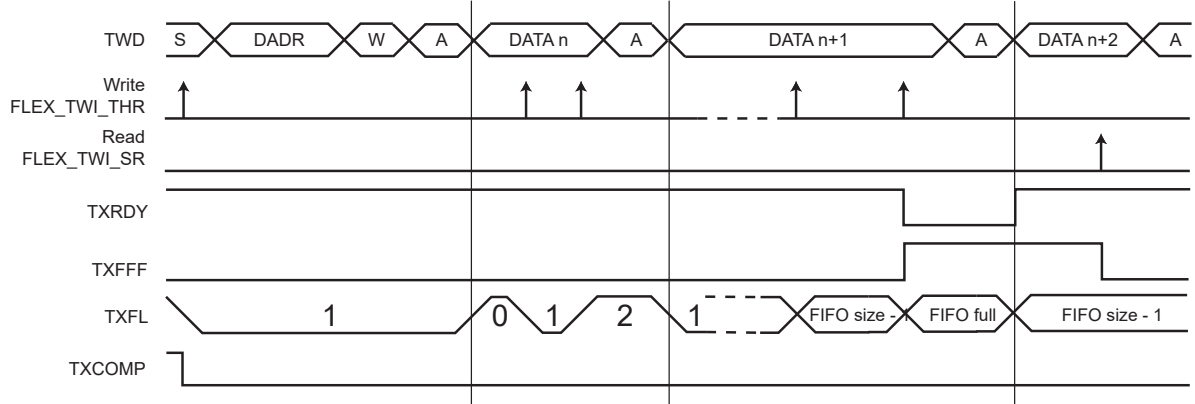 TWD S DADR W A DATA n A DATA n+1 A DATA n+2 A
Write
FLEX_TWI_THR
Read
FLEX_TWI_SR
TXRDY
TXFFF
TXFL 1 0 1 2 1 FIFO size - 1 FIFO full FIFO size - 1
TXCOMP